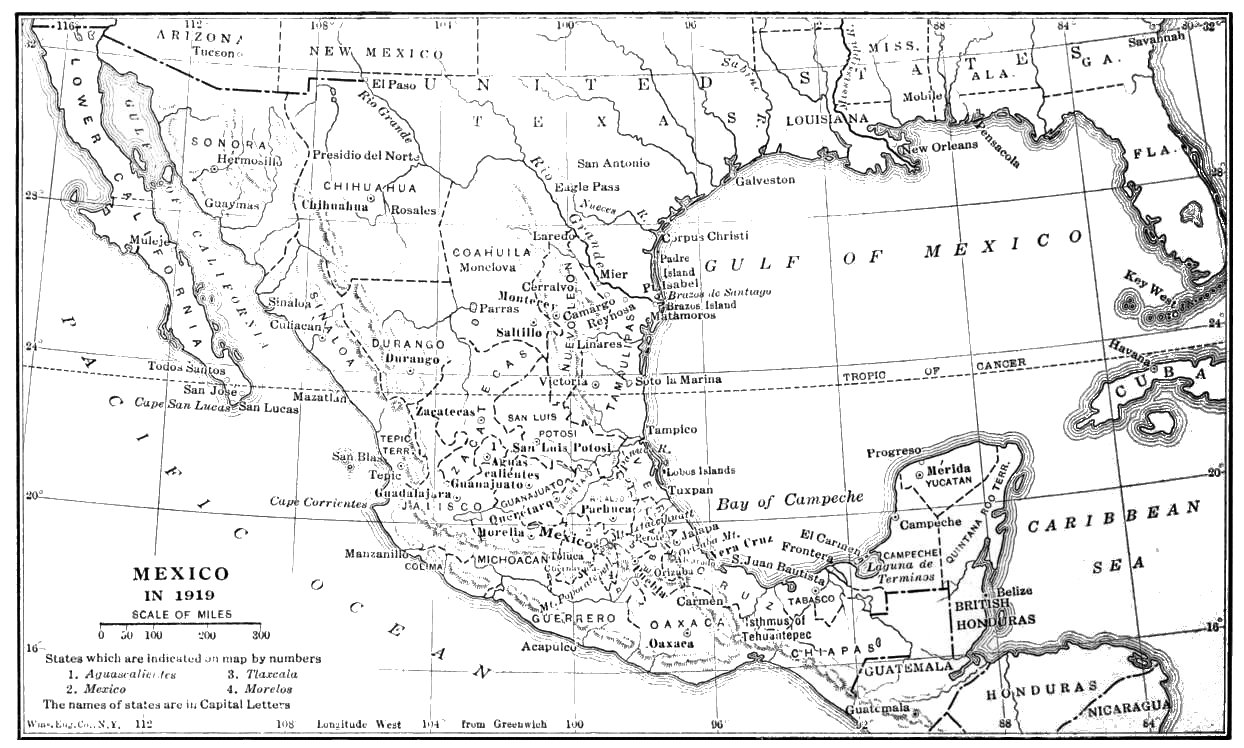 116 112 108 104 100 96 92 88 84 80 32
32
ARIZONA
Tucson
NEW MEXICO
El Paso
UNITED STATES
TEXAS
MISS.
ALA.
GA.
Savannah
Mobile
LOUISIANA
New Orleans
Pensacola
FLA.
Mississippi
Sabine R.
LOWER CALIFORNIA
GULF OF CALIFORNIA
SONORA
Hermosillo
Guaymas
Muleje
28
28
Rio Grande
Presidio del Norte
CHIHUAHUA
Chihuahua
Rosales
Rio Grande
San Antonio
Eagle Pass
Nueces R.
Galveston
Laredo
Corpus Christi
COAHUILA
Monclova
Padre
Island
Mier
Pt. Isabel
Brazos de Santiago
Brazos Island
Matamoros
GULF OF MEXICO
Key West
Cerralvo
Monterey
Camargo
Reynosa
Parras
Saltillo
NUEVO LEON
Linares
TAMAULIPAS
Sinaloa
Culiacan
SINALOA
DURANGO
Durango
24
24
Havana
CUBA
Todos Santos
San José
Cape San Lucas
San Lucas
Mazatlan
Victoria
Soto la Marina
TROPIC OF CANCER
ZACATECAS
Zacatecas
SAN LUIS
POTOSI
San Luis Potosi
Tampico
Panuco R.
TEPIC
TERR.
San Blas
Tepic
1
Aguas
calientes
Lobos Islands
Guanajuato
GUANAJUATO
Tuxpan
Guadalajara
JALISCO
Queretaro
HIDALGO
Pachuca
20
20
Cape Corrientes
Bay of Campeche
Progreso
Merida
YUCATAN
QUINTANA ROO TERR.
Campeche
CAMPECHE
CARIBBEAN
SEA
PACIFIC OCEAN
Morelia
Mexico
Ixtaccihuatl
Jalapa
Orizaba Mt.
Perote
Vera Cruz
VERA CRUZ
Manzanillo
COLIMA
MICHOACAN
Toluca
Mt. Popocatepetl
Puebla
PUEBLA
Orizaba
Alvarado
El Carmen
Frontera
S. Juan Bautista
Laguna de
Terminos
TABASCO
Belize
BRITISH
HONDURAS
Carmen
GUERRERO
OAXACA
Oaxaca
Isthmus of
Tehuantepec
CHIAPAS
Acapulco
GUATEMALA
Guatemala
HONDURAS
NICARAGUA
16
16
MEXICO
IN 1919
SCALE OF MILES
0 50 100 200 300
States which are indicated on map by numbers
1. Aguascalientes 3. Tlaxcala
2. Mexico 4. Morelos
The names of states are in Capital Letters
Wms. Eng. Co., N.Y. 112 108 Longitude West 104 from Greenwich 100 96 92 88 84